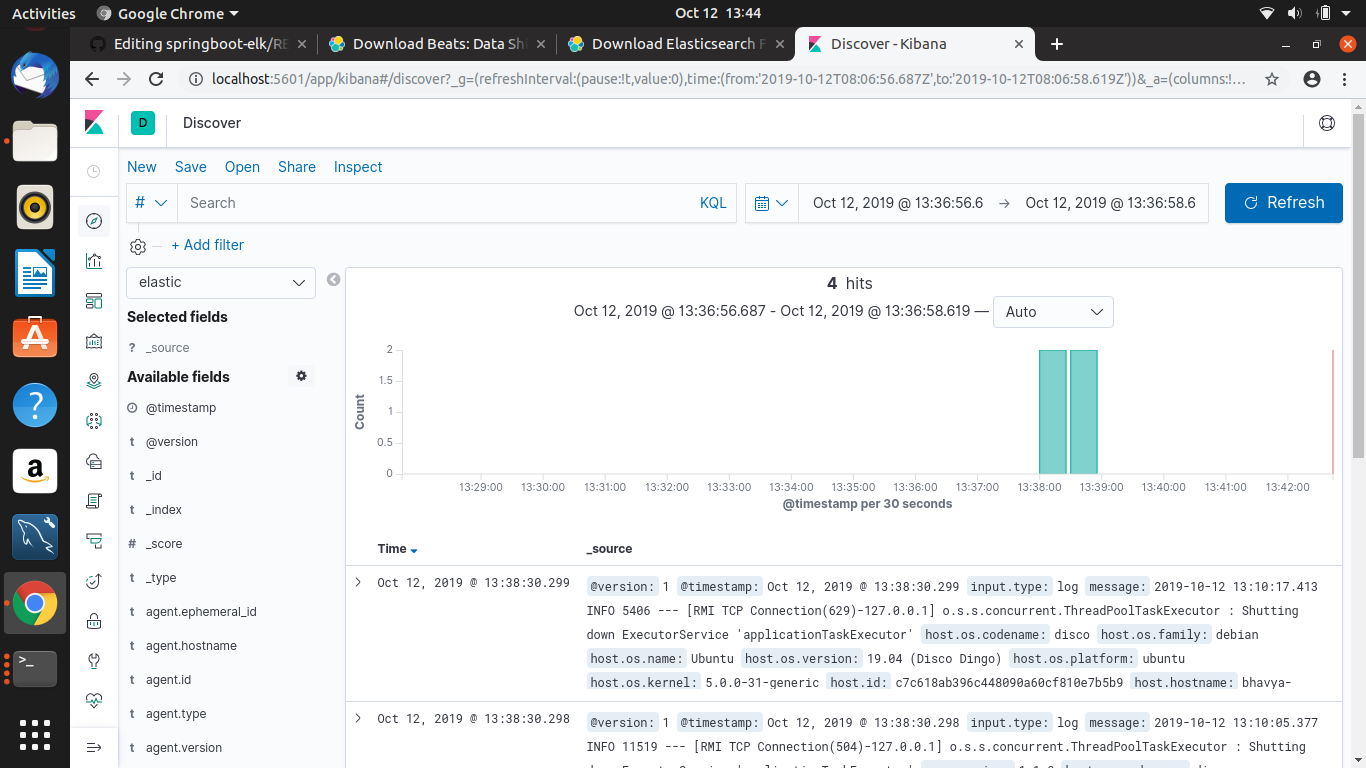 Activities Google Chrome Oct 12 13:44
Editing springboot-elk/RE Download Beats: Data Shi Download Elasticsearch F Discover - Kibana
localhost:5601/app/kibana#/discover?_g=(refreshInterval:(pause:!t,value:0),time:(from:'2019-10-12T08:06:56.687Z',to:'2019-10-12T08:06:58.619Z'))&_a=(columns:!...
D Discover
New Save Open Share Inspect
# Search KQL Oct 12, 2019 @ 13:36:56.6 → Oct 12, 2019 @ 13:36:58.6 Refresh
+ Add filter
elastic
Selected fields
? _source
Available fields
@timestamp
t @version
t _id
t _index
# _score
t _type
t agent.ephemeral_id
t agent.hostname
t agent.id
t agent.type
t agent.version
4 hits
Oct 12, 2019 @ 13:36:56.687 - Oct 12, 2019 @ 13:36:58.619 — Auto
2
1.5
1
0.5
0
Count
13:29:00 13:30:00 13:31:00 13:32:00 13:33:00 13:34:00 13:35:00 13:36:00 13:37:00 13:38:00 13:39:00 13:40:00 13:41:00 13:42:00
@timestamp per 30 seconds
Time _source
Oct 12, 2019 @ 13:38:30.299 @version: 1 @timestamp: Oct 12, 2019 @ 13:38:30.299 input.type: log message: 2019-10-12 13:10:17.413
INFO 5406 --- [RMI TCP Connection(629)-127.0.0.1] o.s.s.concurrent.ThreadPoolTaskExecutor : Shutting
down ExecutorService 'applicationTaskExecutor' host.os.codename: disco host.os.family: debian
host.os.name: Ubuntu host.os.version: 19.04 (Disco Dingo) host.os.platform: ubuntu
host.os.kernel: 5.0.0-31-generic host.id: c7c618ab396c448090a60cf810e7b5b9 host.hostname: bhavya-
Oct 12, 2019 @ 13:38:30.298 @version: 1 @timestamp: Oct 12, 2019 @ 13:38:30.298 input.type: log message: 2019-10-12 13:10:05.377
INFO 11519 --- [RMI TCP Connection(504)-127.0.0.1] o.s.s.concurrent.ThreadPoolTaskExecutor : Shutting